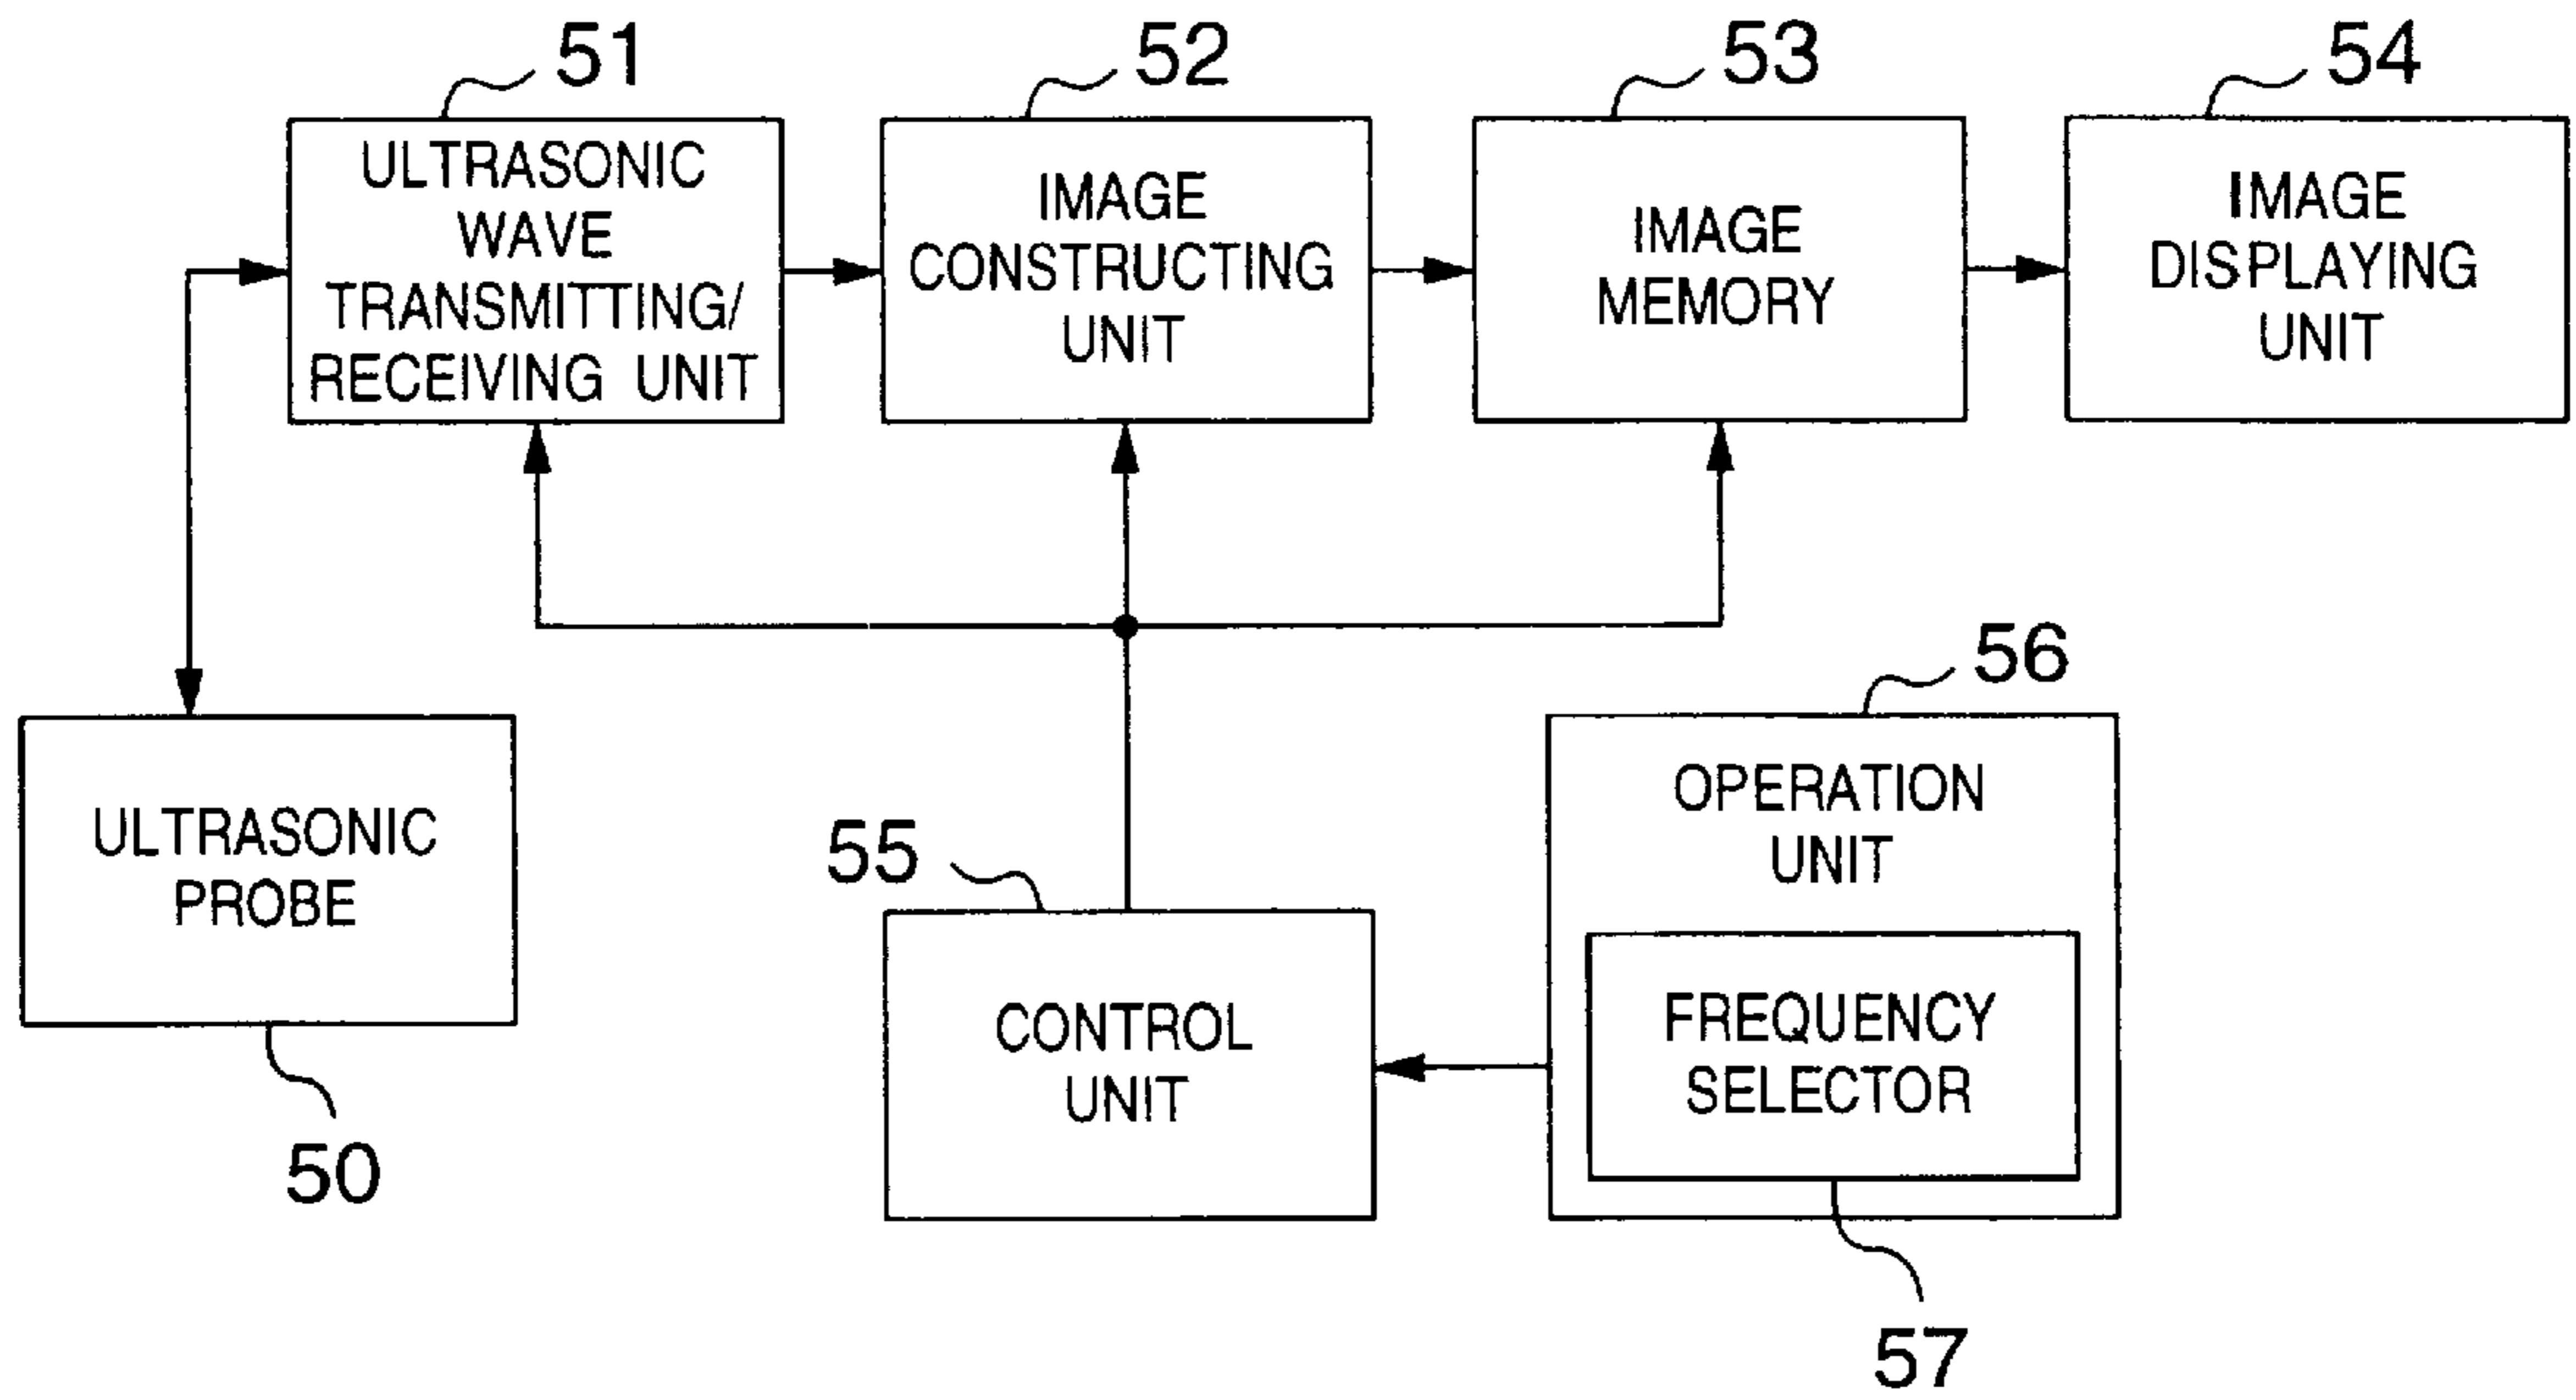 51
52
53
54
ULTRASONIC
WAVE
TRANSMITTING/
RECEIVING UNIT
IMAGE
CONSTRUCTING
UNIT
IMAGE
MEMORY
IMAGE
DISPLAYING
UNIT
56
ULTRASONIC
PROBE
50
55
CONTROL
UNIT
OPERATION
UNIT
FREQUENCY
SELECTOR
57